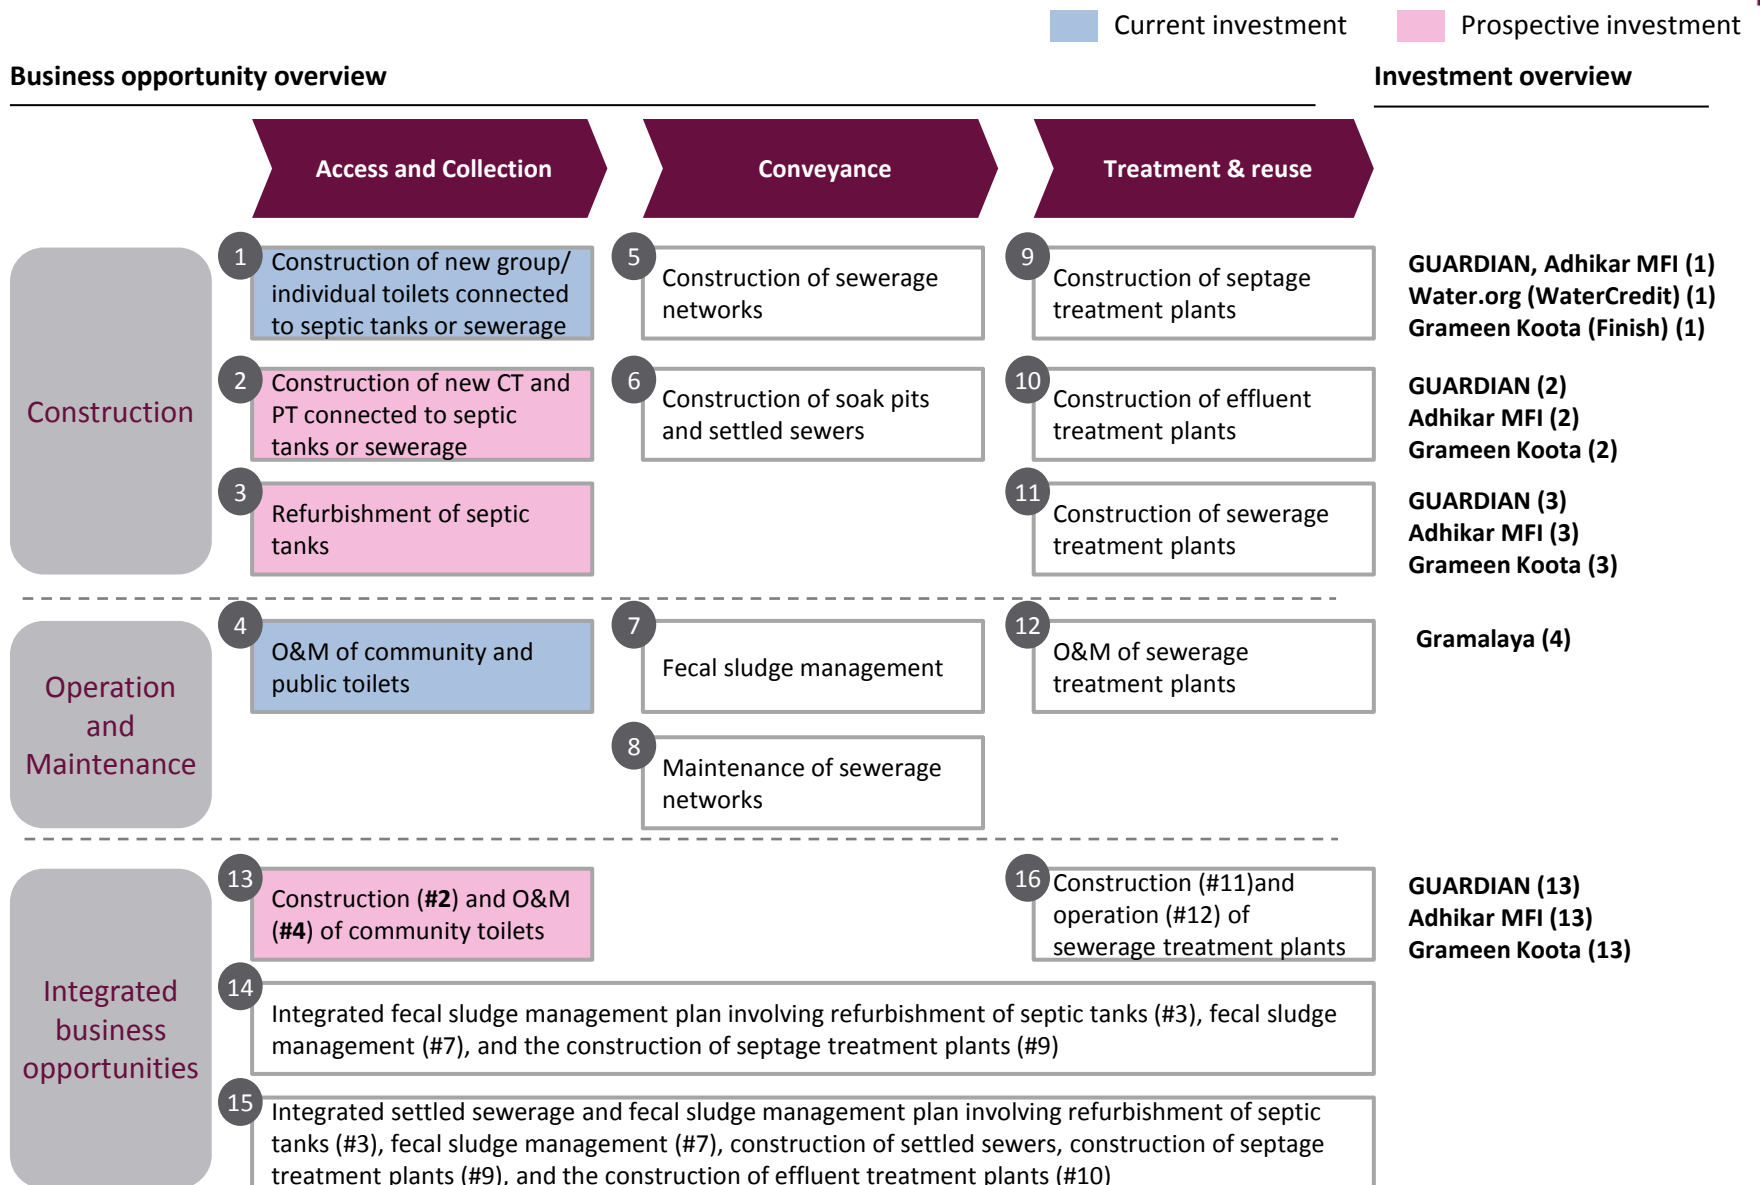 Current investment
Prospective investment
Business opportunity overview
Investment overview
Access and Collection
Conveyance
Treatment & reuse
Construction
1
Construction of new group/
individual toilets connected
to septic tanks or sewerage
5
Construction of sewerage
networks
9
Construction of septage
treatment plants
GUARDIAN, Adhikar MFI (1)
Water.org (WaterCredit) (1)
Grameen Koota (Finish) (1)
2
Construction of new CT and
PT connected to septic
tanks or sewerage
6
Construction of soak pits
and settled sewers
10
Construction of effluent
treatment plants
GUARDIAN (2)
Adhikar MFI (2)
Grameen Koota (2)
3
Refurbishment of septic
tanks
11
Construction of sewerage
treatment plants
GUARDIAN (3)
Adhikar MFI (3)
Grameen Koota (3)
Operation
and
Maintenance
4
O&M of community and
public toilets
7
Fecal sludge management
12
O&M of sewerage
treatment plants
Gramalaya (4)
8
Maintenance of sewerage
networks
Integrated
business
opportunities
13
Construction (#2) and O&M
(#4) of community toilets
16
Construction (#11)and
operation (#12) of
sewerage treatment plants
GUARDIAN (13)
Adhikar MFI (13)
Grameen Koota (13)
14
Integrated fecal sludge management plan involving refurbishment of septic tanks (#3), fecal sludge
management (#7), and the construction of septage treatment plants (#9)
15
Integrated settled sewerage and fecal sludge management plan involving refurbishment of septic
tanks (#3), fecal sludge management (#7), construction of settled sewers, construction of septage
treatment plants (#9), and the construction of effluent treatment plants (#10)